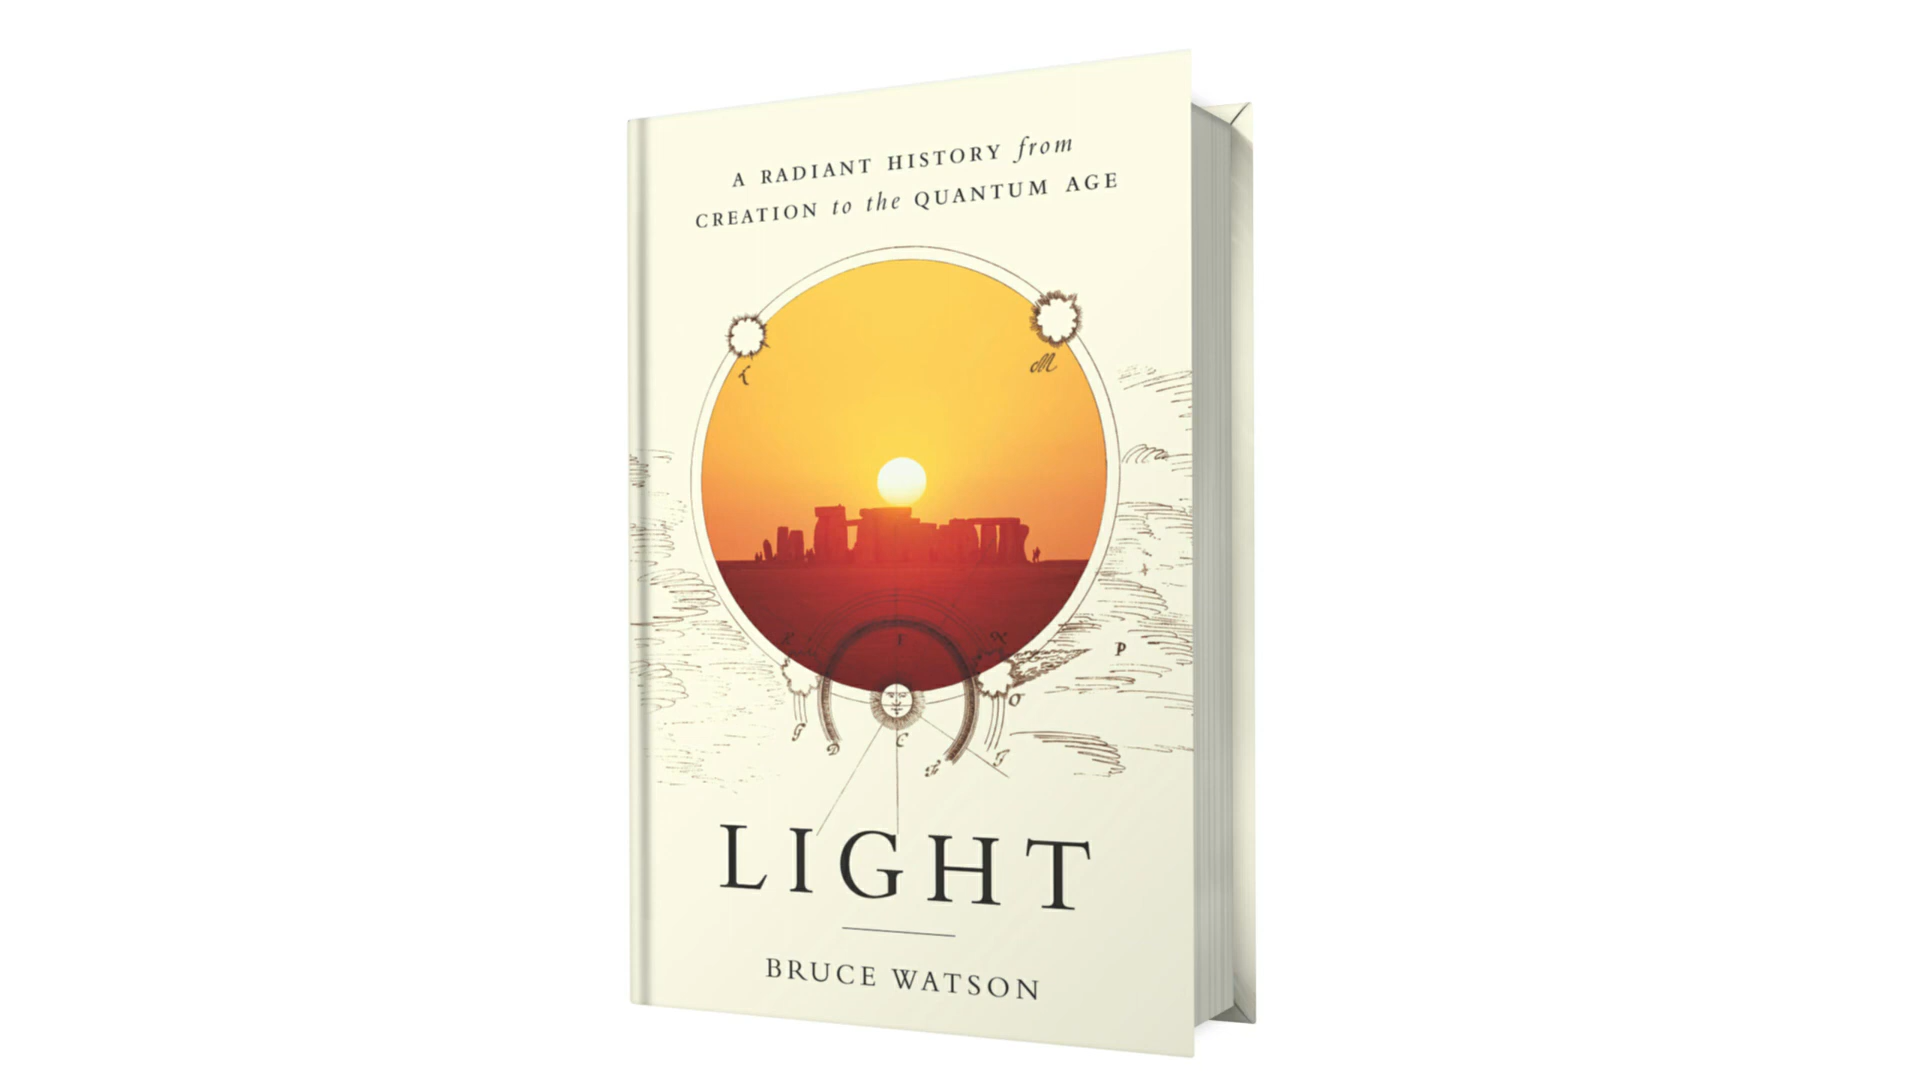 A RADIANT HISTORY from
CREATION to the QUANTUM AGE
M
P
G
D
C
LIGHT
BRUCE WATSON